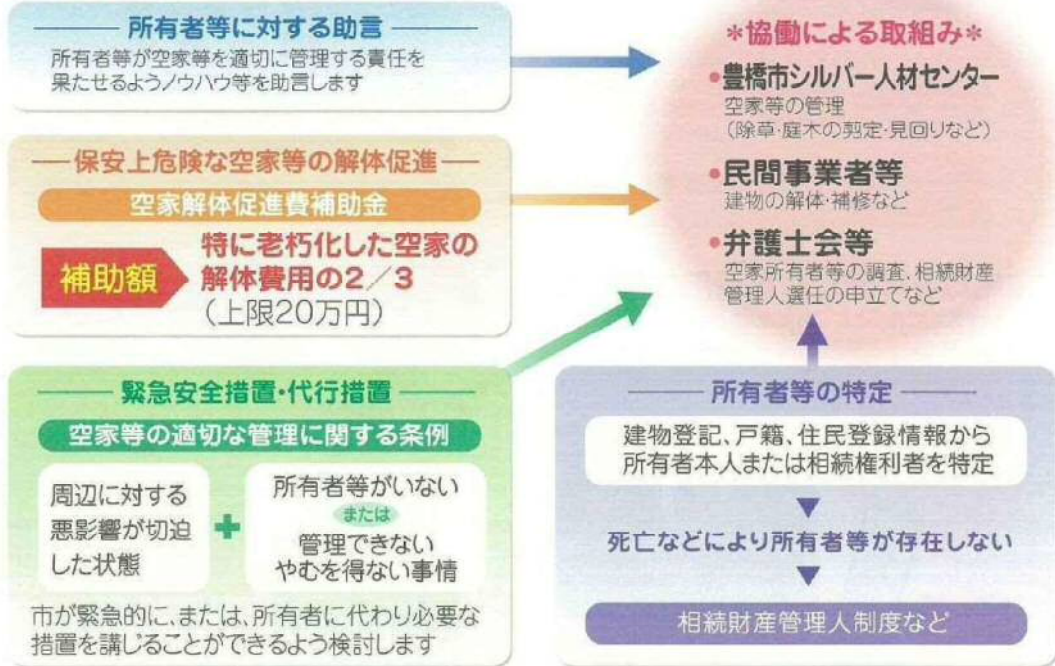 所有者等に対する助言
所有者等が空家等を適切に管理する責任を
果たせるようノウハウ等を助言します
保安上危険な空家等の解体促進
空家解体促進費補助金
補助額
特に老朽化した空家の
解体費用の2／3
（上限20万円）
緊急安全措置・代行措置
空家等の適切な管理に関する条例
周辺に対する
悪影響が切迫
した状態
+
所有者等がいない
または
管理できない
やむを得ない事情
市が緊急的に、または、所有者に代わり必要な
措置を講じることができるよう検討します
＊協働による取組み＊
・豊橋市シルバー人材センター
空家等の管理
（除草・庭木の剪定・見回りなど）
・民間事業者等
建物の解体・補修など
・弁護士会等
空家所有者等の調査、相続財産
管理人選任の申立てなど
所有者等の特定
建物登記、戸籍、住民登録情報から
所有者本人または相続権利者を特定
死亡などにより所有者等が存在しない
相続財産管理人制度など